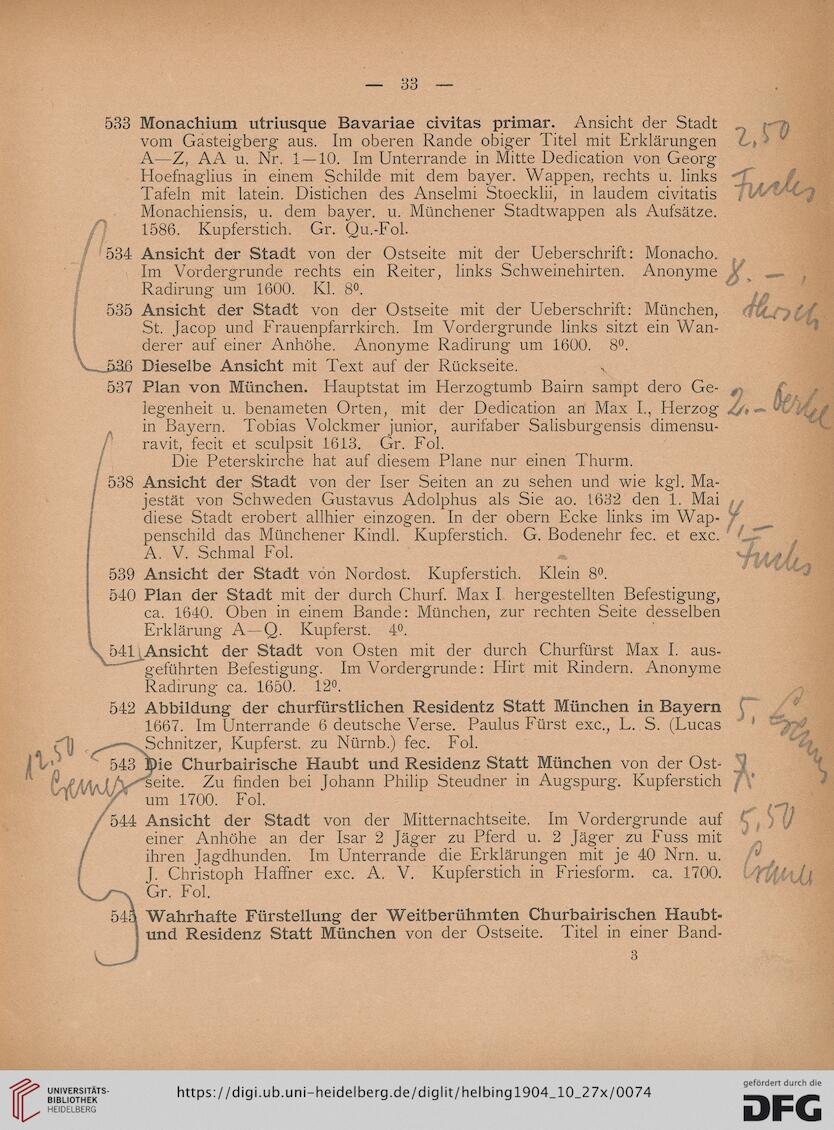 — 33 —
533 Monachium utriusque Bavariae civitas primar. Ansicht der Stadt
vom Gasteigberg aus. Im oberen Rande obiger Titel mit Erklärungen
A—Z, AA u. Nr. 1—10. Im Unterrande in Mitte Dedication von Georg
Hoefnaglius in einem Schilde mit dem bayer. Wappen, rechts u. links
Tafeln mit latein. Distichen des Anselmi Stoecklii, in laudem civitatis
Monachiensis, u. dem bayer. u. Münchener Stadtwappen als Aufsätze.
1586. Kupferstich. Gr. Qu.-Fol.
2,50
Fuchs
534 Ansicht der Stadt von der Ostseite mit der Ueberschrift: Monacho.
Im Vordergrunde rechts ein Reiter, links Schweinehirten. Anonyme
Radirung um 1600. Kl. 8⁰.
8. —
Hirsch
535 Ansicht der Stadt von der Ostseite mit der Ueberschrift: München,
St. Jacop und Frauenpfarrkirch. Im Vordergrunde links sitzt ein Wan-
derer auf einer Anhöhe. Anonyme Radirung um 1600. 8⁰.
536 Dieselbe Ansicht mit Text auf der Rückseite.
537 Plan von München. Hauptstat im Herzogtumb Bairn sampt dero Ge-
legenheit u. benameten Orten, mit der Dedication an Max I., Herzog
in Bayern. Tobias Volckmer junior, aurifaber Salisburgensis dimensu-
ravit, fecit et sculpsit 1613. Gr. Fol.
Die Peterskirche hat auf diesem Plane nur einen Thurm.
2.— Oertel
538 Ansicht der Stadt von der Iser Seiten an zu sehen und wie kgl. Ma-
jestät von Schweden Gustavus Adolphus als Sie ao. 1632 den 1. Mai
diese Stadt erobert allhier einzogen. In der obern Ecke links im Wap-
penschild das Münchener Kindl. Kupferstich. G. Bodenehr fec. et exc.
A. V. Schmal Fol.
4,—
Fuchs
539 Ansicht der Stadt von Nordost. Kupferstich. Klein 8⁰.
540 Plan der Stadt mit der durch Churf. Max I. hergestellten Befestigung,
ca. 1640. Oben in einem Bande: München, zur rechten Seite desselben
Erklärung A—Q. Kupferst. 4⁰.
541 Ansicht der Stadt von Osten mit der durch Churfürst Max I. aus-
geführten Befestigung. Im Vordergrunde: Hirt mit Rindern. Anonyme
Radirung ca. 1650. 12⁰.
542 Abbildung der churfürstlichen Residentz Statt München in Bayern
1667. Im Unterrande 6 deutsche Verse. Paulus Fürst exc., L. S. (Lucas
Schnitzer, Kupferst. zu Nürnb.) fec. Fol.
5.
12.50
Cremer
543 Die Churbairische Haubt und Residenz Statt München von der Ost-
seite. Zu finden bei Johann Philip Steudner in Augspurg. Kupferstich
um 1700. Fol.
7.
544 Ansicht der Stadt von der Mitternachtseite. Im Vordergrunde auf
einer Anhöhe an der Isar 2 Jäger zu Pferd u. 2 Jäger zu Fuss mit
ihren Jagdhunden. Im Unterrande die Erklärungen mit je 40 Nrn. u.
J. Christoph Haffner exc. A. V. Kupferstich in Friesform. ca. 1700.
Gr. Fol.
5,50
545 Wahrhafte Fürstellung der Weitberühmten Churbairischen Haubt-
und Residenz Statt München von der Ostseite. Titel in einer Band-
3
UNIVERSITÄTS-
BIBLIOTHEK
HEIDELBERG
https://digi.ub.uni-heidelberg.de/diglit/helbing1904_10_27x/0074
gefördert durch die
DFG